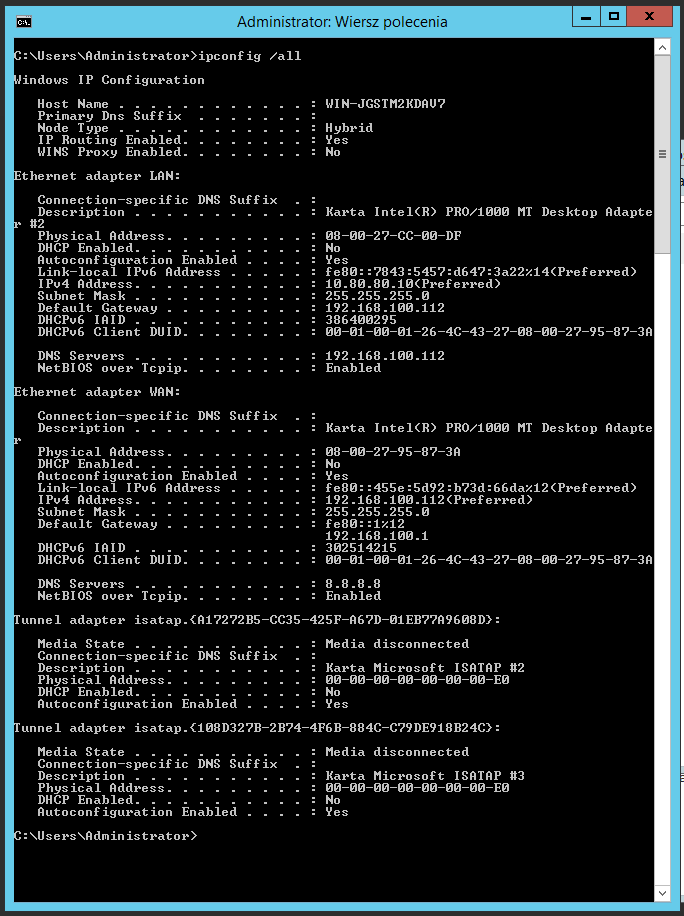 Administrator: Wiersz polecenia
C:\Users\Administrator>ipconfig /all
Windows IP Configuration
Host Name . . . . . . . . . . . . : WIN-JGSTM2KDAV7
Primary Dns Suffix  . . . . . . . :
Node Type . . . . . . . . . . . . : Hybrid
IP Routing Enabled. . . . . . . . : Yes
WINS Proxy Enabled. . . . . . . . : No
Ethernet adapter LAN:
Connection-specific DNS Suffix  . :
Description . . . . . . . . . . . : Karta Intel(R) PRO/1000 MT Desktop Adapte
r #2
Physical Address. . . . . . . . . : 08-00-27-CC-00-DF
DHCP Enabled. . . . . . . . . . . : No
Autoconfiguration Enabled . . . . : Yes
Link-local IPv6 Address . . . . . : fe80::7843:5457:d647:3a22%14(Preferred)
IPv4 Address. . . . . . . . . . . : 10.80.80.10(Preferred)
Subnet Mask . . . . . . . . . . . : 255.255.255.0
Default Gateway . . . . . . . . . : 192.168.100.112
DHCPv6 IAID . . . . . . . . . . . : 386400295
DHCPv6 Client DUID. . . . . . . . : 00-01-00-01-26-4C-43-27-08-00-27-95-87-3A
DNS Servers . . . . . . . . . . . : 192.168.100.112
NetBIOS over Tcpip. . . . . . . . : Enabled
Ethernet adapter WAN:
Connection-specific DNS Suffix  . :
Description . . . . . . . . . . . : Karta Intel(R) PRO/1000 MT Desktop Adapte
r
Physical Address. . . . . . . . . : 08-00-27-95-87-3A
DHCP Enabled. . . . . . . . . . . : No
Autoconfiguration Enabled . . . . : Yes
Link-local IPv6 Address . . . . . : fe80::455e:5d92:b73d:66da%12(Preferred)
IPv4 Address. . . . . . . . . . . : 192.168.100.112(Preferred)
Subnet Mask . . . . . . . . . . . : 255.255.255.0
Default Gateway . . . . . . . . . : fe80::1%12
192.168.100.1
DHCPv6 IAID . . . . . . . . . . . : 302514215
DHCPv6 Client DUID. . . . . . . . : 00-01-00-01-26-4C-43-27-08-00-27-95-87-3A
DNS Servers . . . . . . . . . . . : 8.8.8.8
NetBIOS over Tcpip. . . . . . . . : Enabled
Tunnel adapter isatap.{A17272B5-CC35-425F-A67D-01EB77A9608D}:
Media State . . . . . . . . . . . : Media disconnected
Connection-specific DNS Suffix  . :
Description . . . . . . . . . . . : Karta Microsoft ISATAP #2
Physical Address. . . . . . . . . : 00-00-00-00-00-00-00-E0
DHCP Enabled. . . . . . . . . . . : No
Autoconfiguration Enabled . . . . : Yes
Tunnel adapter isatap.{108D327B-2B74-4F6B-884C-C79DE918B24C}:
Media State . . . . . . . . . . . : Media disconnected
Connection-specific DNS Suffix  . :
Description . . . . . . . . . . . : Karta Microsoft ISATAP #3
Physical Address. . . . . . . . . : 00-00-00-00-00-00-00-E0
DHCP Enabled. . . . . . . . . . . : No
Autoconfiguration Enabled . . . . : Yes
C:\Users\Administrator>